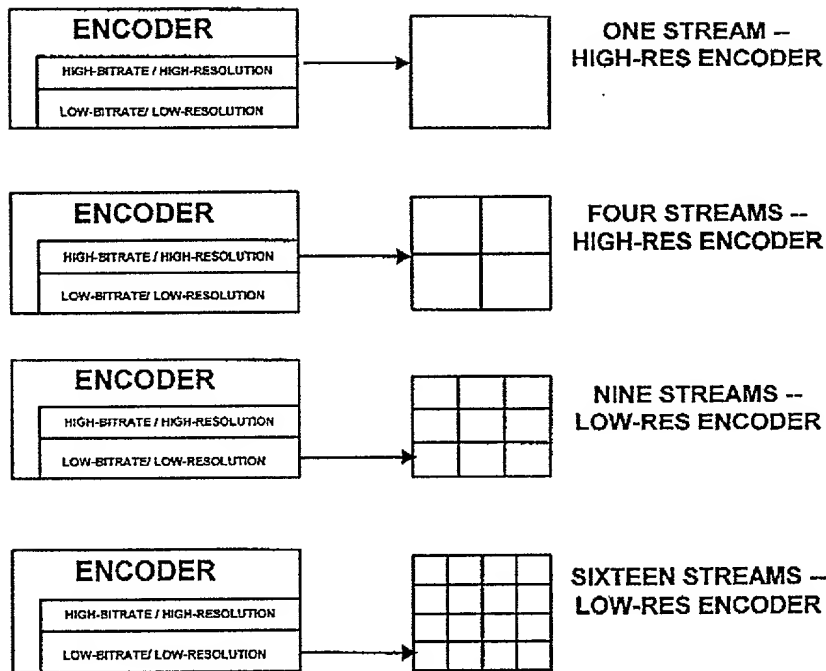 ENCODER
HIGH-BITRATE / HIGH-RESOLUTION
LOW-BITRATE/ LOW-RESOLUTION
ONE STREAM --
HIGH-RES ENCODER
ENCODER
HIGH-BITRATE / HIGH-RESOLUTION
LOW-BITRATE/ LOW-RESOLUTION
FOUR STREAMS --
HIGH-RES ENCODER
ENCODER
HIGH-BITRATE / HIGH-RESOLUTION
LOW-BITRATE/ LOW-RESOLUTION
NINE STREAMS --
LOW-RES ENCODER
ENCODER
HIGH-BITRATE / HIGH-RESOLUTION
LOW-BITRATE/ LOW-RESOLUTION
SIXTEEN STREAMS --
LOW-RES ENCODER